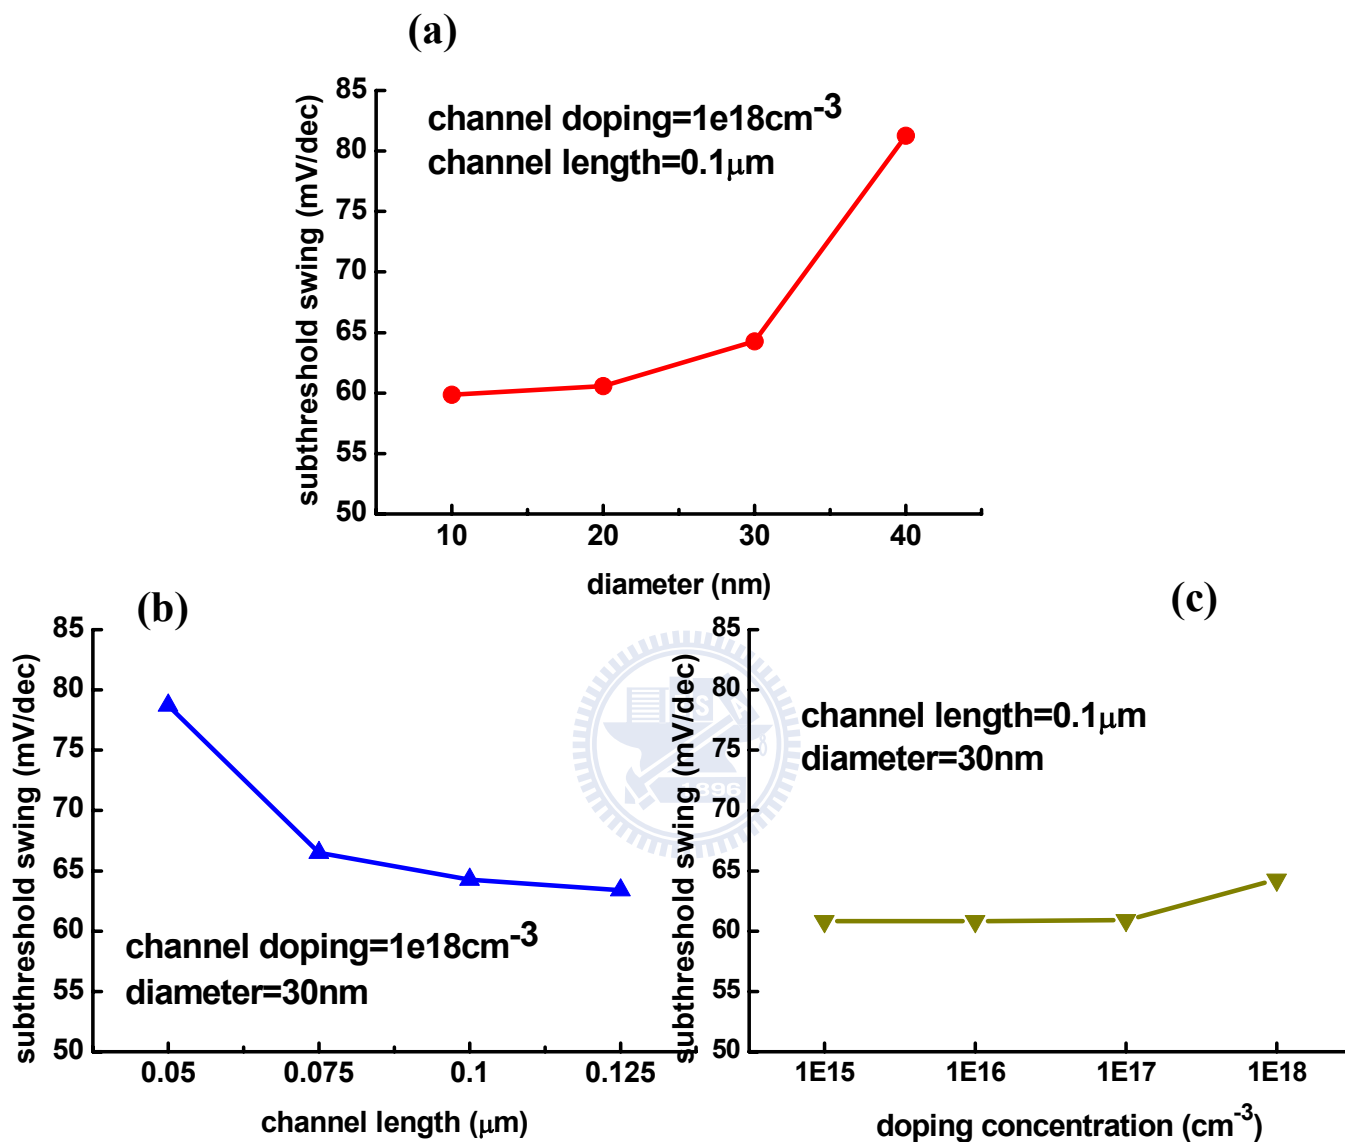 (a)
85
80
75
70
65
60
55
50
subthreshold swing (mV/dec)
channel doping=1e18cm⁻³
channel length=0.1μm
10 20 30 40
diameter (nm)
(b)
85
80
75
70
65
60
55
50
subthreshold swing (mV/dec)
channel doping=1e18cm⁻³
diameter=30nm
0.05 0.075 0.1 0.125
channel length (μm)
(c)
85
80
75
70
65
60
55
50
subthreshold swing (mV/dec)
channel length=0.1μm
diameter=30nm
1E15 1E16 1E17 1E18
doping concentration (cm⁻³)
1896